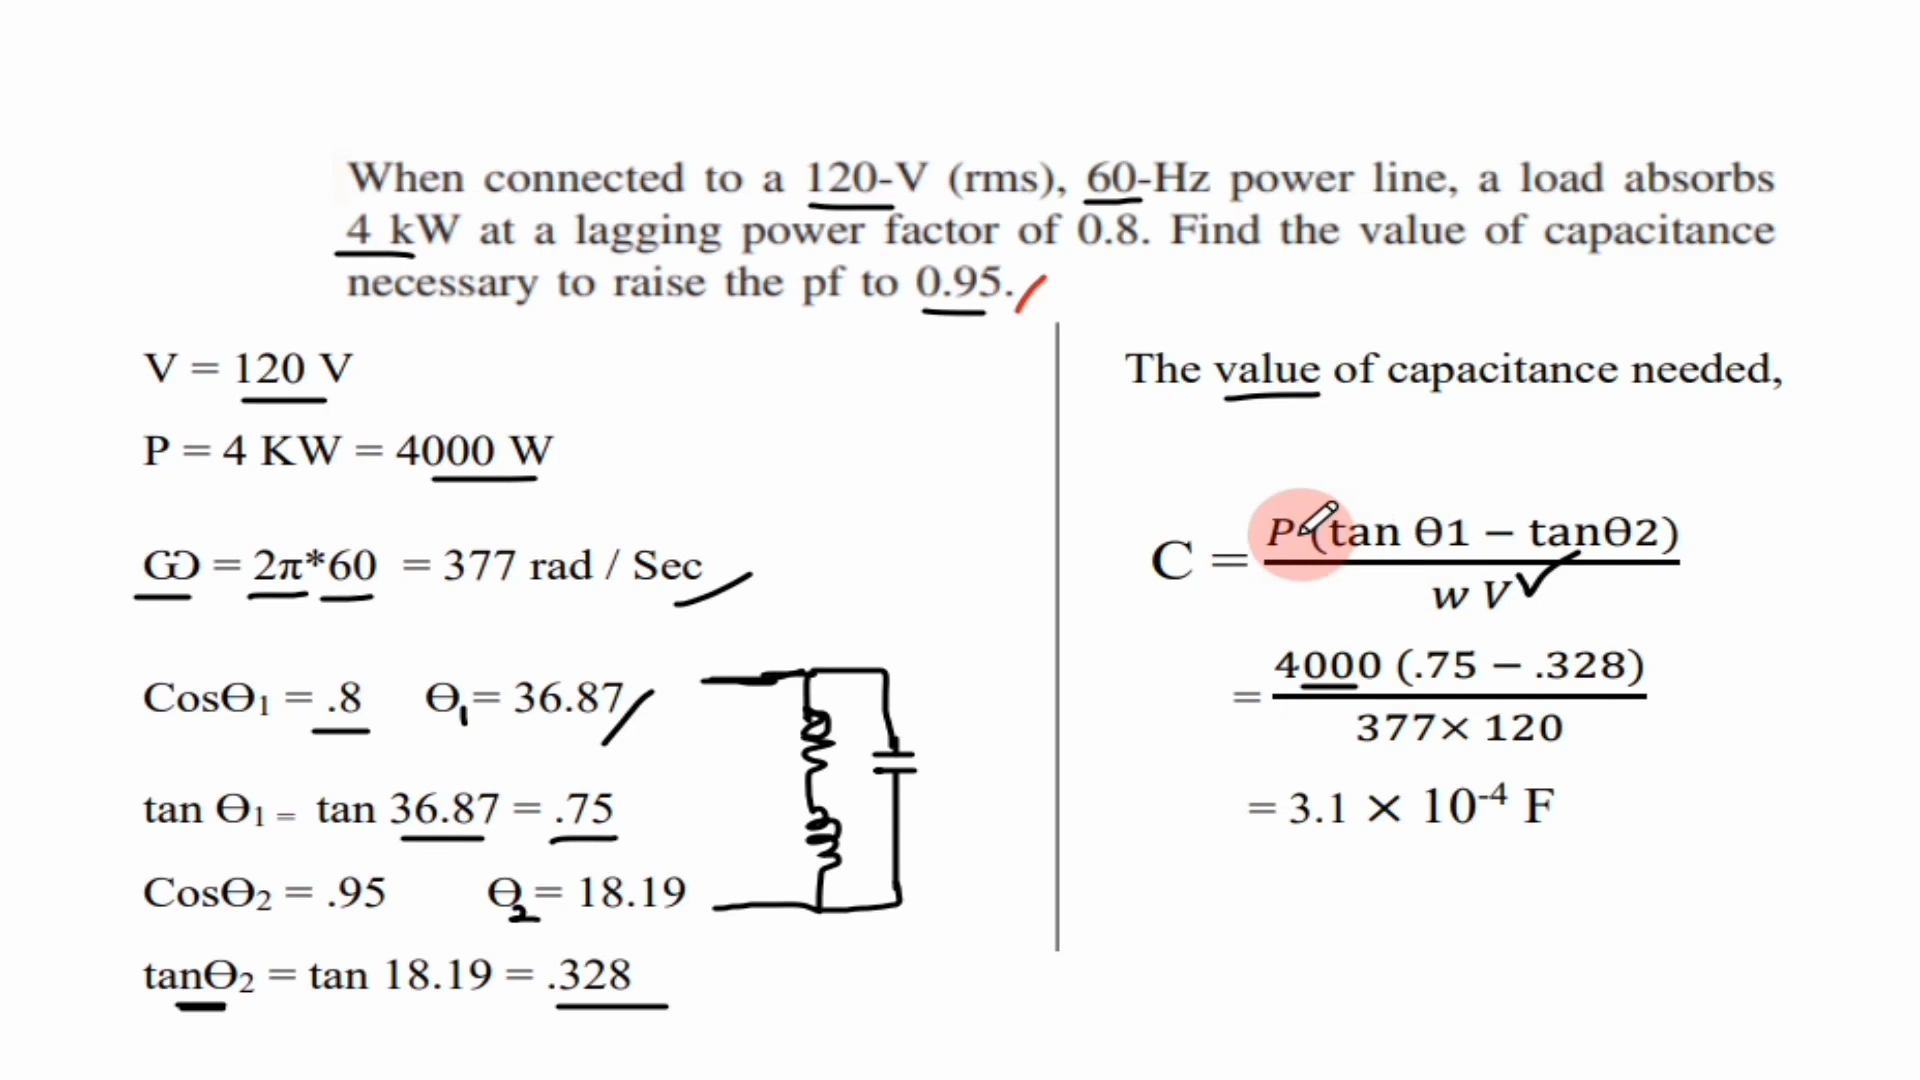 When connected to a 120-V (rms), 60-Hz power line, a load absorbs
4 kW at a lagging power factor of 0.8. Find the value of capacitance
necessary to raise the pf to 0.95.
V = 120 V
P = 4 KW = 4000 W
Ѡ = 2π*60 = 377 rad / Sec
Cosϴ1 = .8 ϴ1 = 36.87
tan ϴ1 = tan 36.87 = .75
Cosϴ2 = .95 ϴ2 = 18.19
tanϴ2 = tan 18.19 = .328
The value of capacitance needed,
P (tan ϴ1 − tanϴ2)
C =
w V
4000 (.75 − .328)
=
377× 120
= 3.1 × 10-4 F